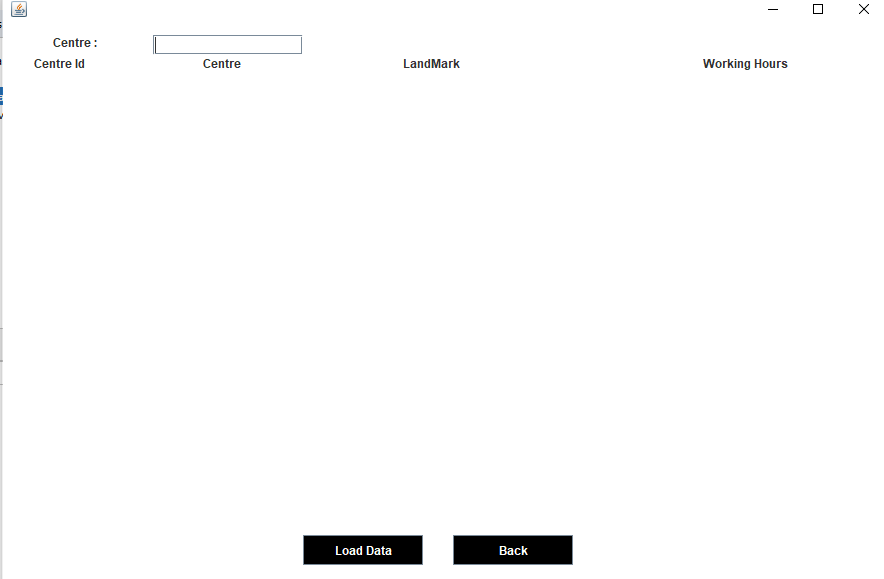 Centre :
Centre Id Centre LandMark Working Hours
Load Data Back